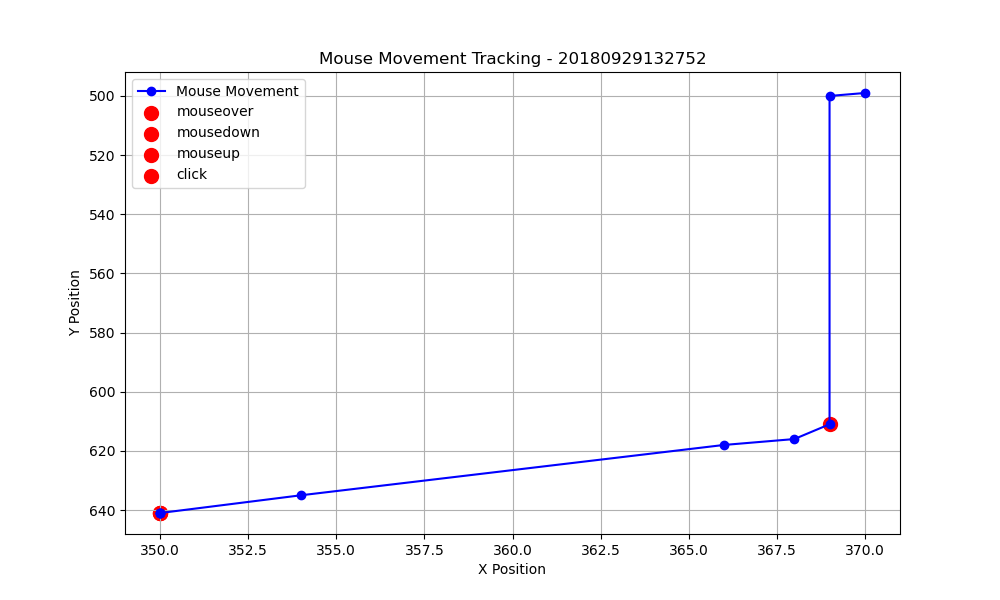 Mouse Movement Tracking - 20180929132752
Mouse Movement
mouseover
mousedown
mouseup
click
500
520
540
560
580
600
620
640
Y Position
350.0 352.5 355.0 357.5 360.0 362.5 365.0 367.5 370.0
X Position